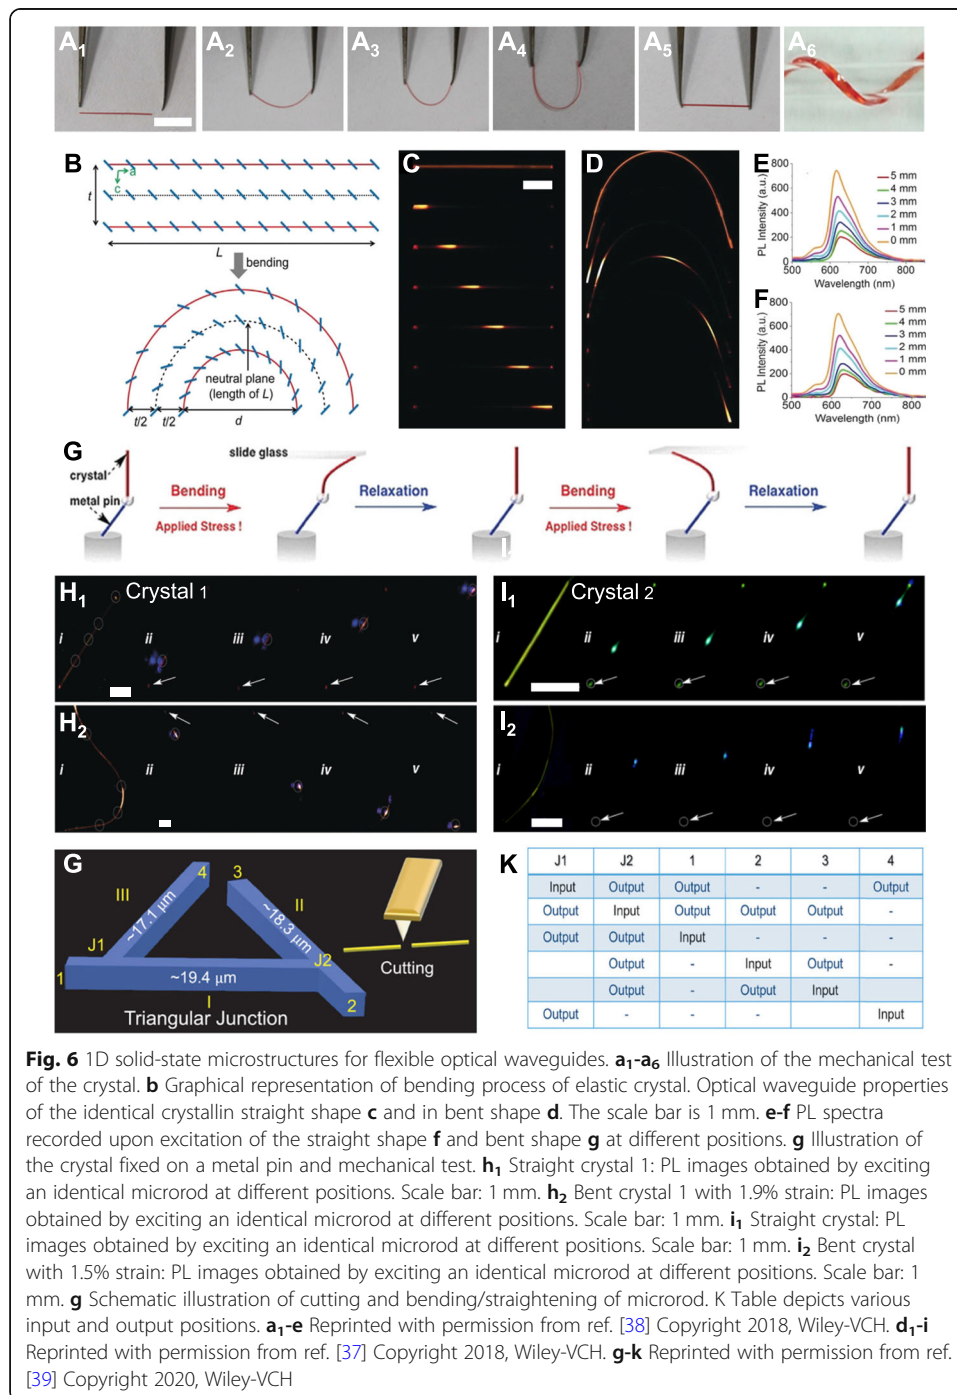 A1 A2 A3 A4 A5 A6
B C D E F
a
c
t
L
bending
neutral plane
(length of L)
t/2 t/2 d
PL Intensity (a.u.)
800
600
400
200
0
500 600 700 800
Wavelength (nm)
5 mm
4 mm
3 mm
2 mm
1 mm
0 mm
PL Intensity (a.u.)
800
600
400
200
0
500 600 700 800
Wavelength (nm)
5 mm
4 mm
3 mm
2 mm
1 mm
0 mm
G
crystal
metal pin
slide glass
Bending
Applied Stress !
Relaxation
Bending
Applied Stress !
Relaxation
H1 Crystal 1
i ii iii iv v
I1 Crystal 2
i ii iii iv v
H2
i ii iii iv v
I2
i ii iii iv v
G
4 3
III II
~17.1 μm ~18.3 μm
J1 J2
1 ~19.4 μm
I 2
Triangular Junction
Cutting
K
J1 J2 1 2 3 4
Input Output Output - - Output
Output Input Output Output Output -
Output Output Input - - -
Output - Input Output
Output - Output Input
Output - - - Input
Fig. 6 1D solid-state microstructures for flexible optical waveguides. a1-a6 Illustration of the mechanical test
of the crystal. b Graphical representation of bending process of elastic crystal. Optical waveguide properties
of the identical crystallin straight shape c and in bent shape d. The scale bar is 1 mm. e-f PL spectra
recorded upon excitation of the straight shape f and bent shape g at different positions. g Illustration of
the crystal fixed on a metal pin and mechanical test. h1 Straight crystal 1: PL images obtained by exciting
an identical microrod at different positions. Scale bar: 1 mm. h2 Bent crystal 1 with 1.9% strain: PL images
obtained by exciting an identical microrod at different positions. Scale bar: 1 mm. i1 Straight crystal: PL
images obtained by exciting an identical microrod at different positions. Scale bar: 1 mm. i2 Bent crystal
with 1.5% strain: PL images obtained by exciting an identical microrod at different positions. Scale bar: 1
mm. g Schematic illustration of cutting and bending/straightening of microrod. K Table depicts various
input and output positions. a1-e Reprinted with permission from ref. [38] Copyright 2018, Wiley-VCH. d1-i
Reprinted with permission from ref. [37] Copyright 2018, Wiley-VCH. g-k Reprinted with permission from ref.
[39] Copyright 2020, Wiley-VCH